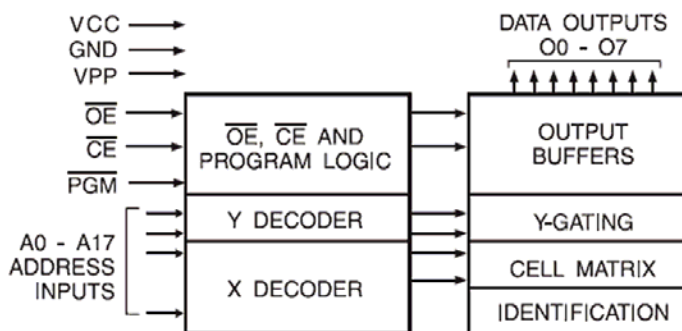 VCC
GND
VPP
OE
CE
PGM
A0 - A17
ADDRESS
INPUTS
OE, CE AND
PROGRAM LOGIC
Y DECODER
X DECODER
DATA OUTPUTS
O0 - O7
OUTPUT
BUFFERS
Y-GATING
CELL MATRIX
IDENTIFICATION